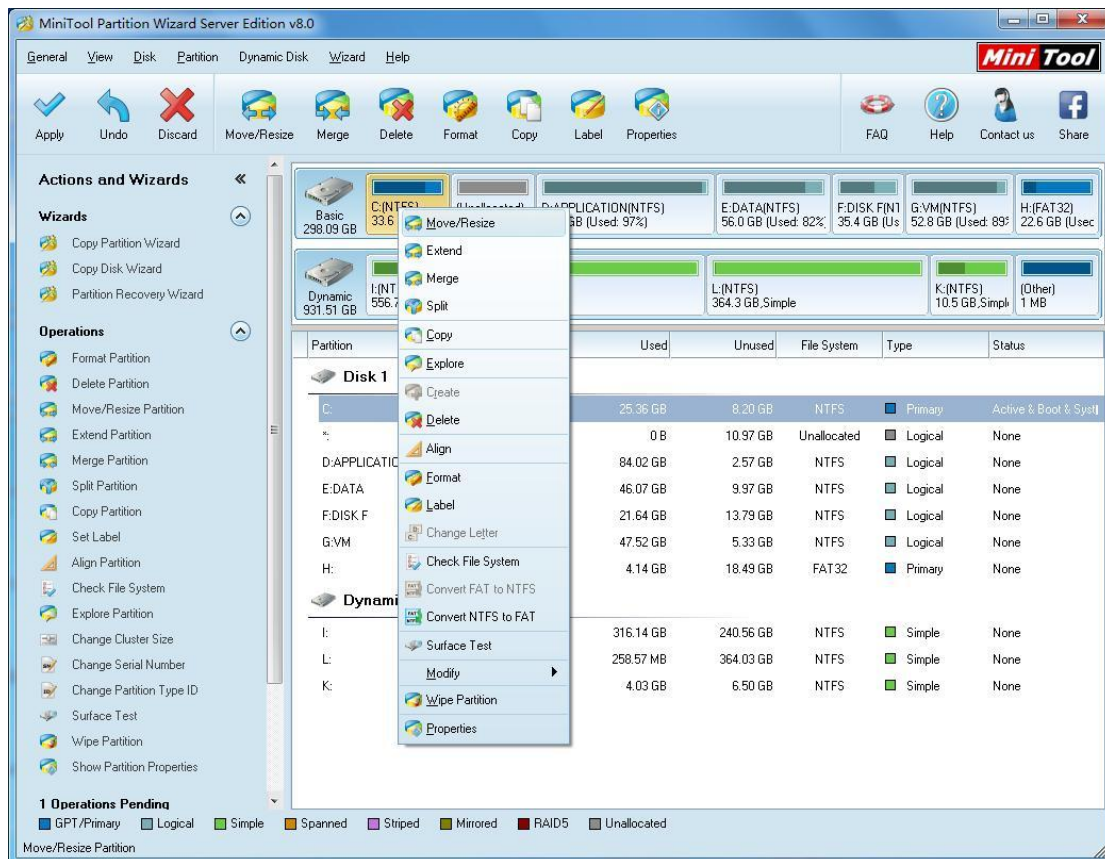 MiniTool Partition Wizard Server Edition v8.0
General View Disk Partition Dynamic Disk Wizard Help
Mini Tool
Apply Undo Discard Move/Resize Merge Delete Format Copy Label Properties FAQ Help Contact us Share
Actions and Wizards
Wizards
Copy Partition Wizard
Copy Disk Wizard
Partition Recovery Wizard
Operations
Format Partition
Delete Partition
Move/Resize Partition
Extend Partition
Merge Partition
Split Partition
Copy Partition
Set Label
Align Partition
Check File System
Explore Partition
Change Cluster Size
Change Serial Number
Change Partition Type ID
Surface Test
Wipe Partition
Show Partition Properties
1 Operations Pending
Basic
298.09 GB
C:(NTFS)
33.6
(Unallocated)
D:APPLICATION(NTFS)
GB (Used: 97%)
E:DATA(NTFS)
56.0 GB (Used: 82%
F:DISK F(NT
35.4 GB (Us
G:VM(NTFS)
52.8 GB (Used: 89%
H:(FAT32)
22.6 GB (Usec
Dynamic
931.51 GB
I:(NT
556.7
L:(NTFS)
364.3 GB,Simple
K:(NTFS)
10.5 GB,Simpl
(Other)
1 MB
Move/Resize
Extend
Merge
Split
Copy
Explore
Create
Delete
Align
Format
Label
Change Letter
Check File System
Convert FAT to NTFS
Convert NTFS to FAT
Surface Test
Modify
Wipe Partition
Properties
Partition Used Unused File System Type Status
Disk 1
C: 25.36 GB 8.20 GB NTFS Primary Active & Boot & Syst
*: 0 B 10.97 GB Unallocated Logical None
D:APPLICATIO 84.02 GB 2.57 GB NTFS Logical None
E:DATA 46.07 GB 9.97 GB NTFS Logical None
F:DISK F 21.64 GB 13.79 GB NTFS Logical None
G:VM 47.52 GB 5.33 GB NTFS Logical None
H: 4.14 GB 18.49 GB FAT32 Primary None
Dynami
I: 316.14 GB 240.56 GB NTFS Simple None
L: 258.57 MB 364.03 GB NTFS Simple None
K: 4.03 GB 6.50 GB NTFS Simple None
GPT/Primary Logical Simple Spanned Striped Mirrored RAID5 Unallocated
Move/Resize Partition